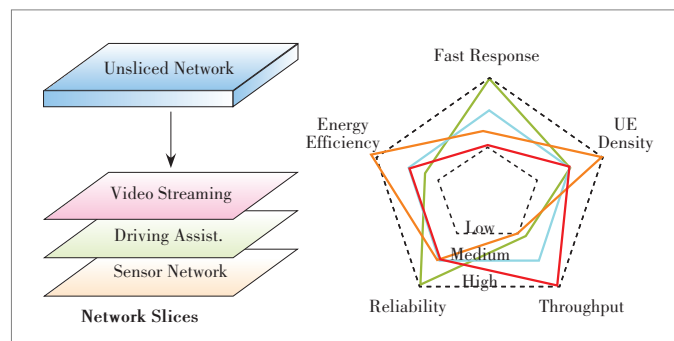 Unsliced Network
Video Streaming
Driving Assist.
Sensor Network
Network Slices
Fast Response
Energy
Efficiency
UE
Density
Low
Medium
High
Reliability
Throughput